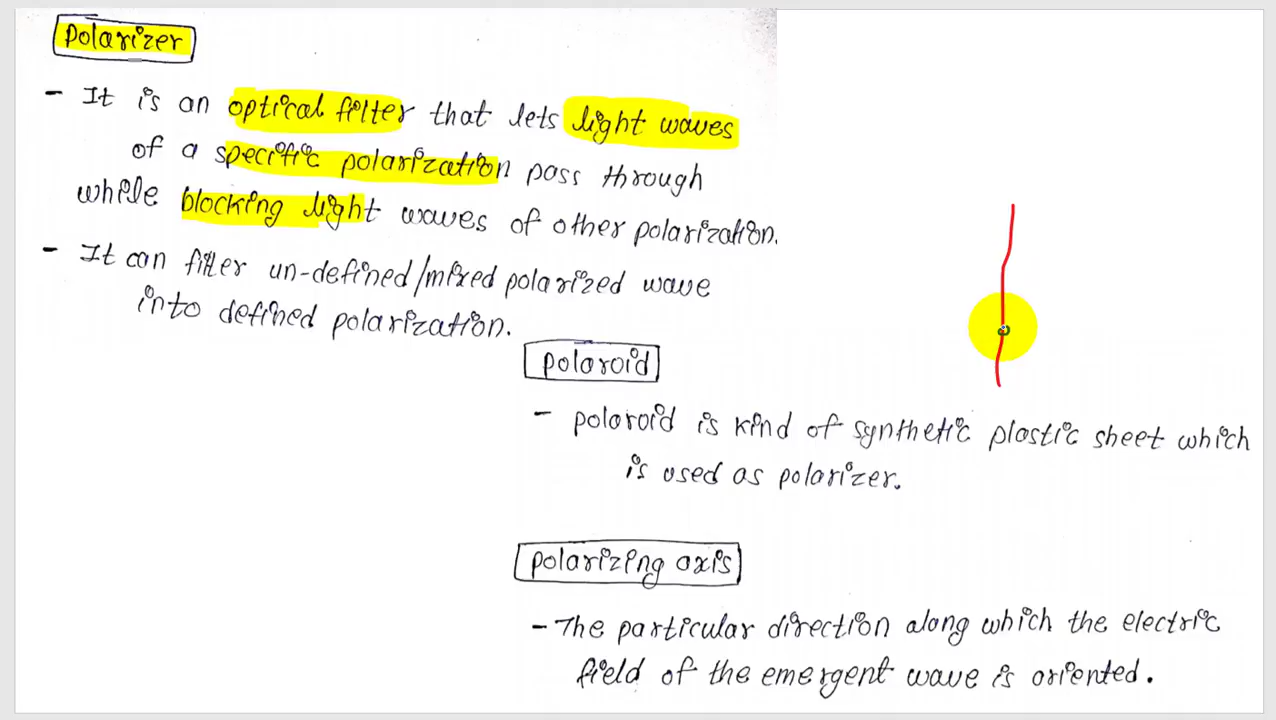 Polarizer
- It is an optical filter that lets light waves
of a specific polarization pass through
while blocking light waves of other polarization.
- It can filter un-defined/mixed polarized wave
into defined polarization.
polaroid
- polaroid is kind of synthetic plastic sheet which
is used as polarizer.
polarizing axis
- The particular direction along which the electric
field of the emergent wave is oriented.